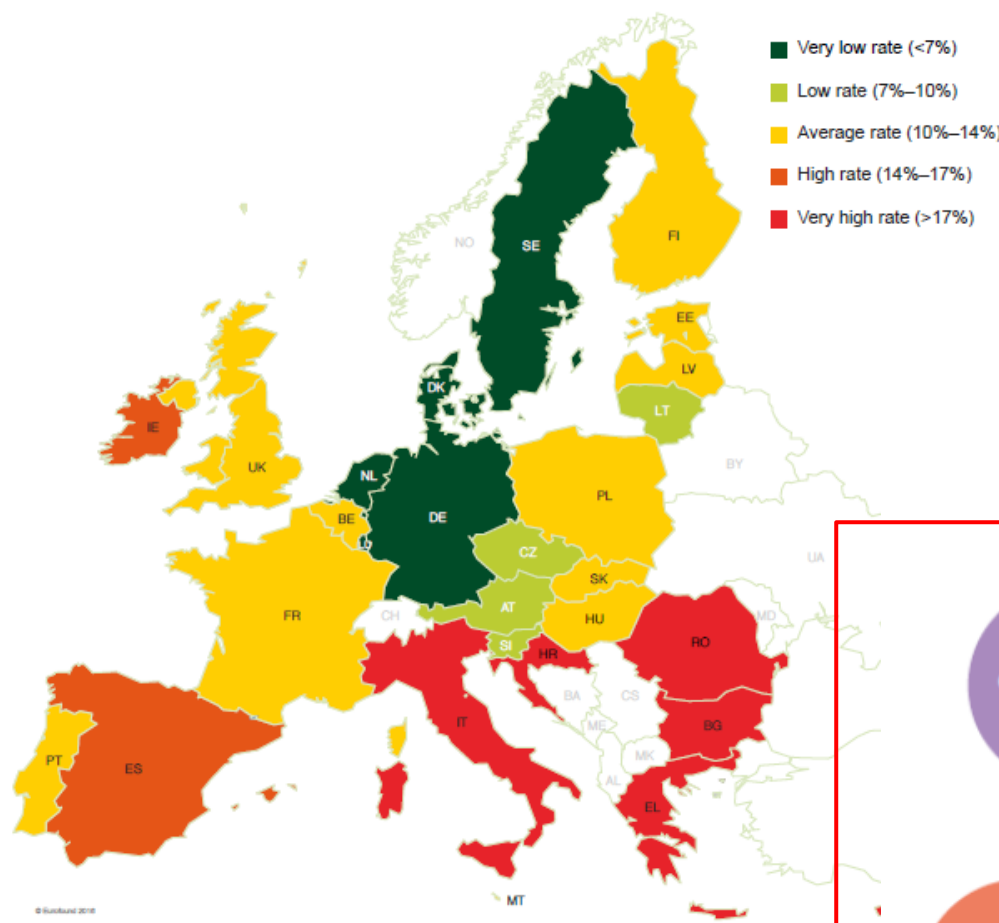 Very low rate (<7%)
Low rate (7%–10%)
Average rate (10%–14%)
High rate (14%–17%)
Very high rate (>17%)
NO
SE
FI
EE
LV
LT
DK
IE
UK
NL
BY
BE
DE
PL
CZ
UA
SK
FR
CH
AT
HU
MD
SI
RO
HR
BA
CS
IT
ME
BG
PT
ES
MK
AL
EL
MT
© Eurofound 2016